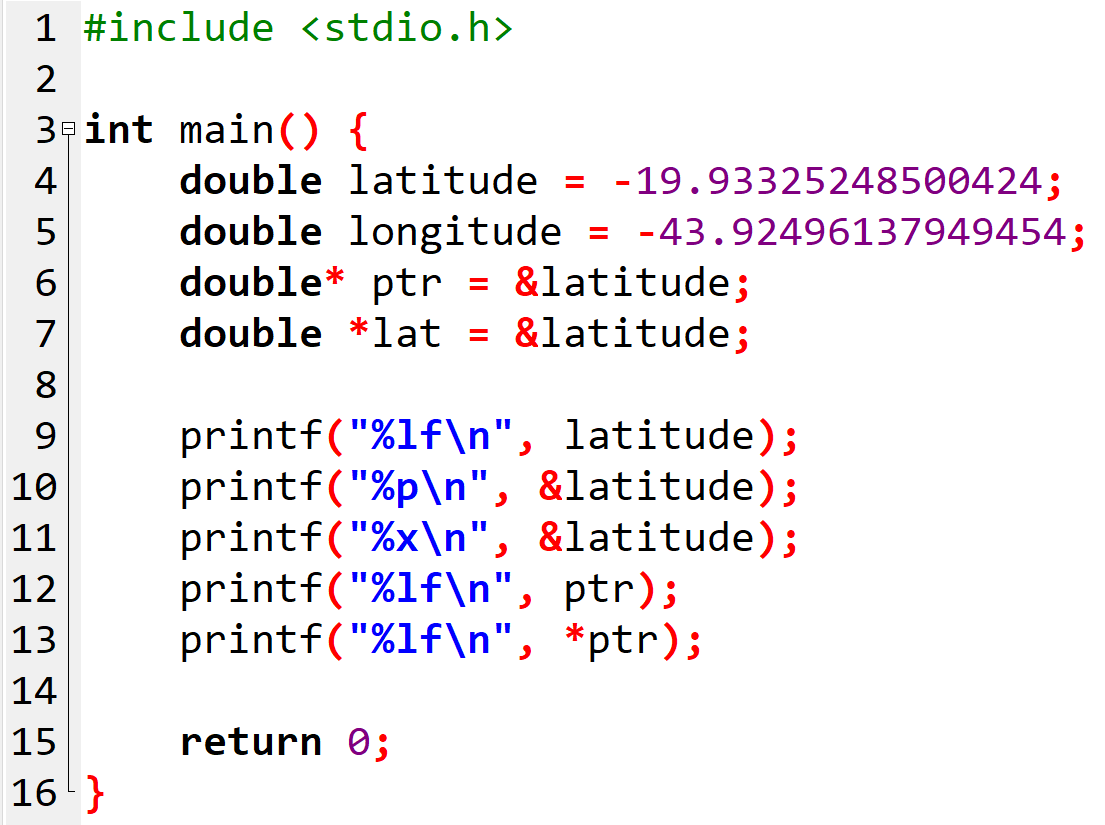 1 #include <stdio.h>
2
3 int main() {
4     double latitude = -19.93325248500424;
5     double longitude = -43.92496137949454;
6     double* ptr = &latitude;
7     double *lat = &latitude;
8
9     printf("%lf\n", latitude);
10     printf("%p\n", &latitude);
11     printf("%x\n", &latitude);
12     printf("%lf\n", ptr);
13     printf("%lf\n", *ptr);
14
15     return 0;
16 }